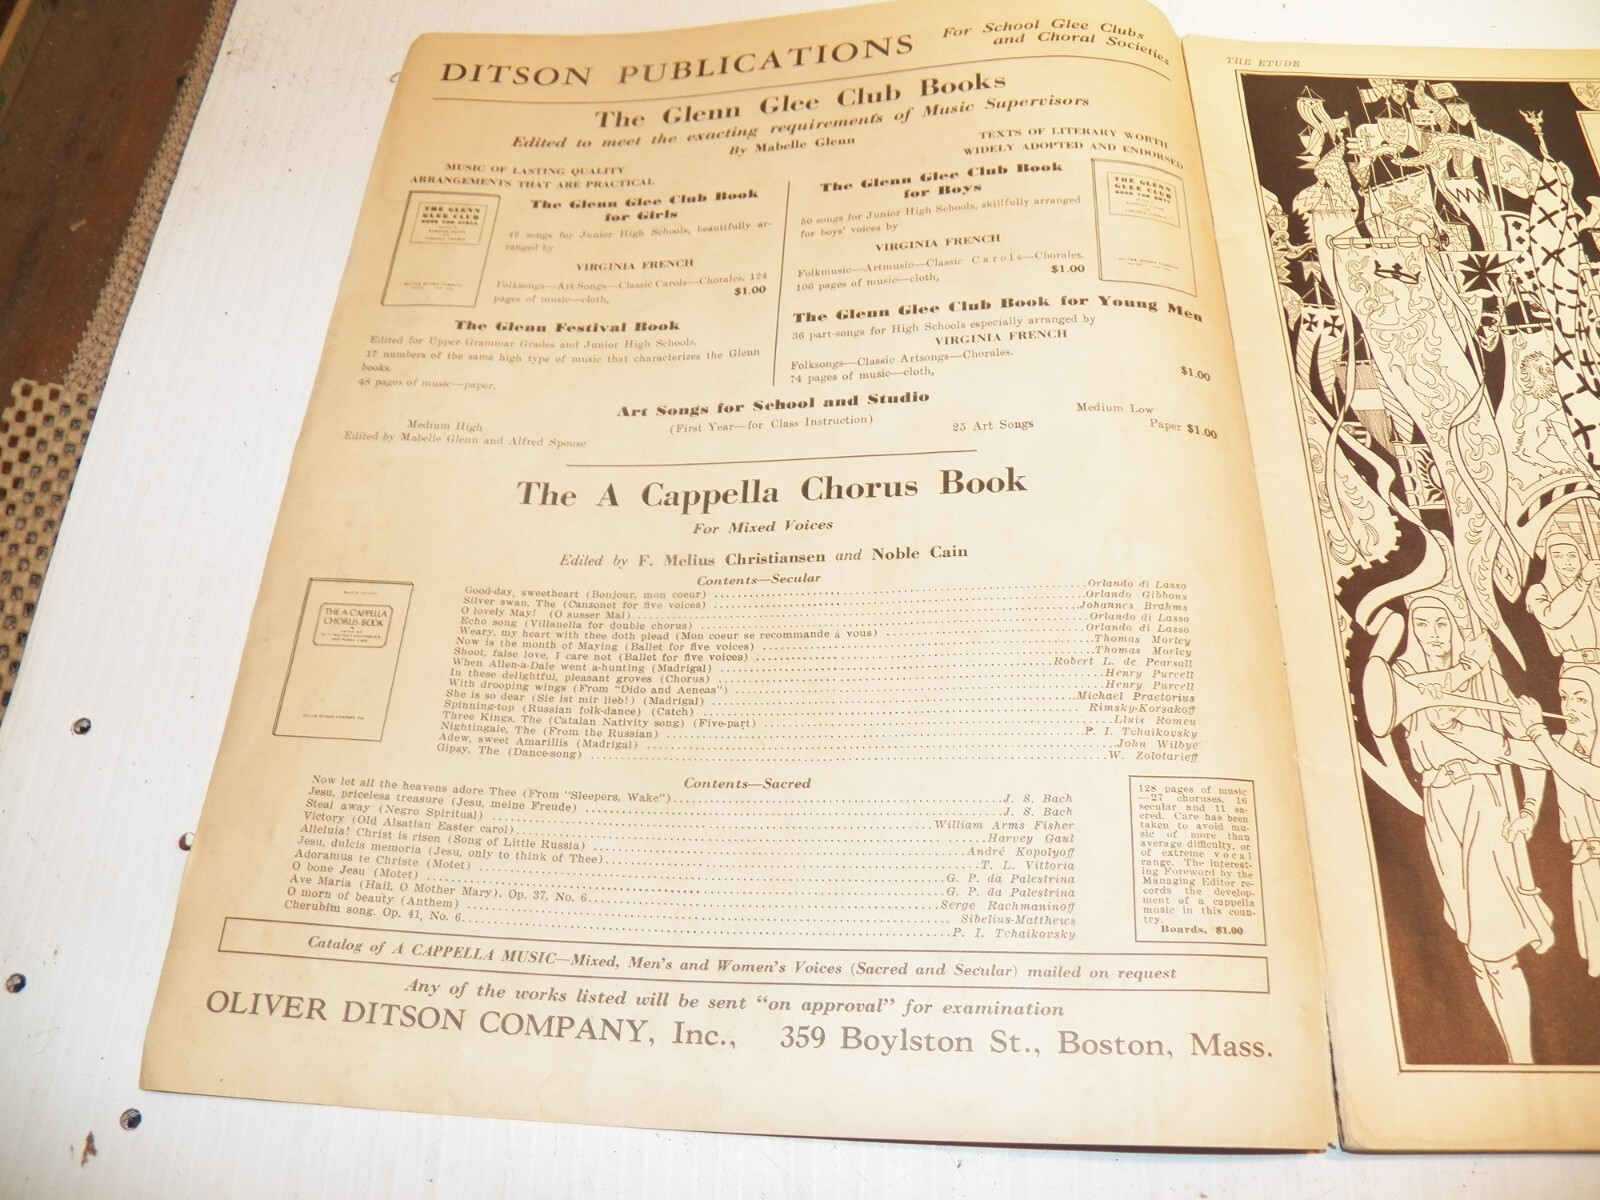 DITSON PUBLICATIONS
For School Glee Clubs
and Choral Societies
The Glenn Glee Club Books
Edited to meet the exacting requirements of Music Supervisors
By Mabelle Glenn
MUSIC OF LASTING QUALITY
ARRANGEMENTS THAT ARE PRACTICAL
TEXTS OF LITERARY WORTH
WIDELY ADOPTED AND ENDORSED
THE GLENN
GLEE CLUB
BOOK FOR GIRLS
The Glenn Glee Club Book
for Girls
42 songs for Junior High Schools, beautifully ar-
ranged by
VIRGINIA FRENCH
Folksongs—Art Songs—Classic Carols—Chorales. 124
pages of music—cloth, $1.00
The Glenn Festival Book
Edited for Upper Grammar Grades and Junior High Schools.
17 numbers of the same high type of music that characterizes the Glenn
books.
48 pages of music—paper,
The Glenn Glee Club Book
for Boys
50 songs for Junior High Schools, skillfully arranged
for boys' voices by
VIRGINIA FRENCH
Folkmusic—Artmusic—Classic Carols—Chorales.
106 pages of music—cloth, $1.00
THE GLENN
GLEE CLUB
BOOK FOR BOYS
The Glenn Glee Club Book for Young Men
36 part-songs for High Schools especially arranged by
VIRGINIA FRENCH
Folksongs—Classic Artsongs—Chorales.
74 pages of music—cloth, $1.00
Art Songs for School and Studio
(First Year—for Class Instruction)
Medium High
Medium Low
Edited by Mabelle Glenn and Alfred Spouse
25 Art Songs
Paper $1.00
The A Cappella Chorus Book
For Mixed Voices
Edited by F. Melius Christiansen and Noble Cain
THE A CAPPELLA
CHORUS BOOK
Contents—Secular
Good-day, sweetheart (Bonjour, mon coeur) Orlando di Lasso
Silver swan, The (Canzonet for five voices) Orlando Gibbons
O lovely May! (O susser Mai) Johannes Brahms
Echo song (Villanella for double chorus) Orlando di Lasso
Weary, my heart with thee doth plead (Mon coeur se recommande à vous) Orlando di Lasso
Now is the month of Maying (Ballet for five voices) Thomas Morley
Shoot, false love, I care not (Ballet for five voices) Thomas Morley
When Allen-a-Dale went a-hunting (Madrigal) Robert L. de Pearsall
In these delightful, pleasant groves (Chorus) Henry Purcell
With drooping wings (From "Dido and Aeneas") Henry Purcell
She is so dear (Sie ist mir lieb!) (Madrigal) Michael Praetorius
Spinning-top (Russian folk-dance) (Catch) Rimsky-Korsakoff
Three Kings, The (Catalan Nativity song) (Five-part) Lluis Romeu
Nightingale, The (From the Russian) P. I. Tchaikovsky
Adew, sweet Amarillis (Madrigal) John Wilbye
Gipsy, The (Dance-song) W. Zolotarieff
Contents—Sacred
Now let all the heavens adore Thee (From "Sleepers, Wake") J. S. Bach
Jesu, priceless treasure (Jesu, meine Freude) J. S. Bach
Steal away (Negro Spiritual) William Arms Fisher
Victory (Old Alsatian Easter carol) Harvey Gaul
Alleluia! Christ is risen (Song of Little Russia) André Kopolyoff
Jesu, dulcis memoria (Jesu, only to think of Thee) T. L. Vittoria
Adoramus te Christe (Motet) G. P. da Palestrina
O bone Jesu (Motet) G. P. da Palestrina
Ave Maria (Hail, O Mother Mary). Op. 37, No. 6 Serge Rachmaninoff
O morn of beauty (Anthem) Sibelius-Matthews
Cherubim song. Op. 41, No. 6 P. I. Tchaikovsky
128 pages of music
—27 choruses, 16
secular and 11 sa-
cred. Care has been
taken to avoid mu-
sic of more than
average difficulty, or
of extreme vocal
range. The interest-
ing Foreword by the
Managing Editor re-
cords the develop-
ment of a cappella
music in this coun-
try.
Boards, $1.00
Catalog of A CAPPELLA MUSIC—Mixed, Men's and Women's Voices (Sacred and Secular) mailed on request
Any of the works listed will be sent "on approval" for examination
OLIVER DITSON COMPANY, Inc., 359 Boylston St., Boston, Mass.
THE ETUDE